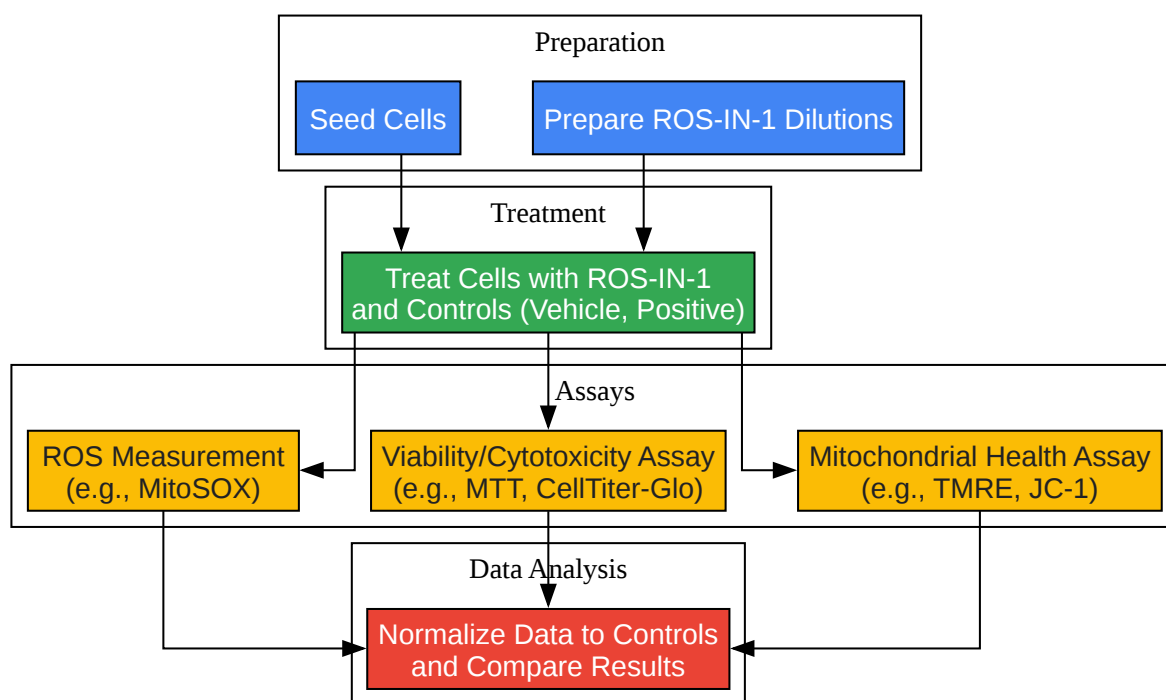 Preparation
Seed Cells
Prepare ROS-IN-1 Dilutions
Treatment
Treat Cells with ROS-IN-1
and Controls (Vehicle, Positive)
Assays
ROS Measurement
(e.g., MitoSOX)
Viability/Cytotoxicity Assay
(e.g., MTT, CellTiter-Glo)
Mitochondrial Health Assay
(e.g., TMRE, JC-1)
Data Analysis
Normalize Data to Controls
and Compare Results